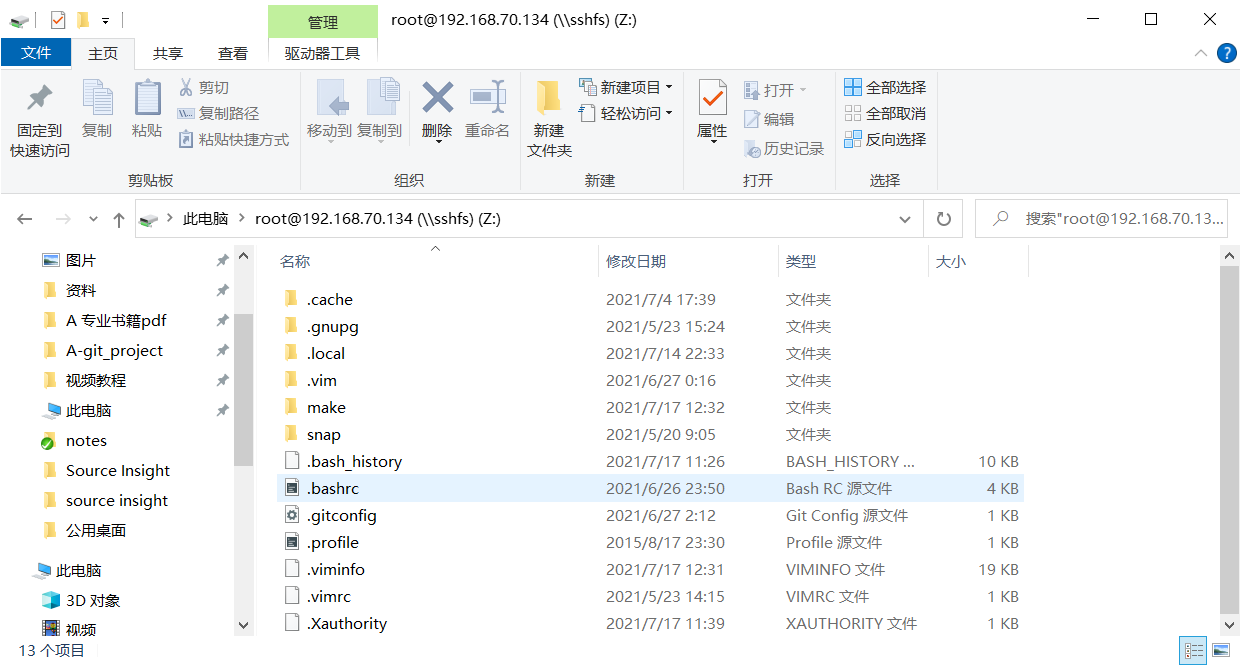 管理
root@192.168.70.134 (\\sshfs) (Z:)
文件 主页 共享 查看 驱动器工具
固定到
快速访问
复制
粘贴
剪切
复制路径
粘贴快捷方式
剪贴板
移动到 复制到
删除
重命名
组织
新建
文件夹
新建项目
轻松访问
新建
属性
打开
编辑
历史记录
打开
全部选择
全部取消
反向选择
选择
此电脑 root@192.168.70.134 (\\sshfs) (Z:)
搜索"root@192.168.70.13...
图片
资料
A 专业书籍pdf
A-git_project
视频教程
此电脑
notes
Source Insight
source insight
公用桌面
此电脑
3D 对象
视频
名称 修改日期 类型 大小
.cache 2021/7/4 17:39 文件夹
.gnupg 2021/5/23 15:24 文件夹
.local 2021/7/14 22:33 文件夹
.vim 2021/6/27 0:16 文件夹
make 2021/7/17 12:32 文件夹
snap 2021/5/20 9:05 文件夹
.bash_history 2021/7/17 11:26 BASH_HISTORY ... 10 KB
.bashrc 2021/6/26 23:50 Bash RC 源文件 4 KB
.gitconfig 2021/6/27 2:12 Git Config 源文件 1 KB
.profile 2015/8/17 23:30 Profile 源文件 1 KB
.viminfo 2021/7/17 12:31 VIMINFO 文件 19 KB
.vimrc 2021/5/23 14:15 VIMRC 文件 1 KB
.Xauthority 2021/7/17 11:39 XAUTHORITY 文件 1 KB
13 个项目